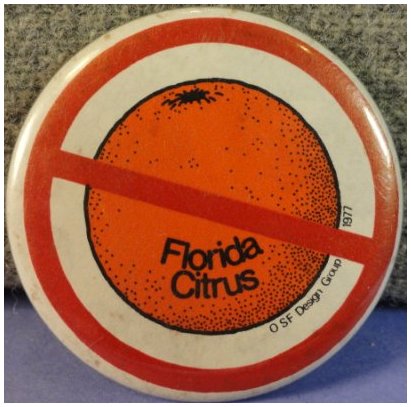 Florida
Citrus
O SF Design Group 1977